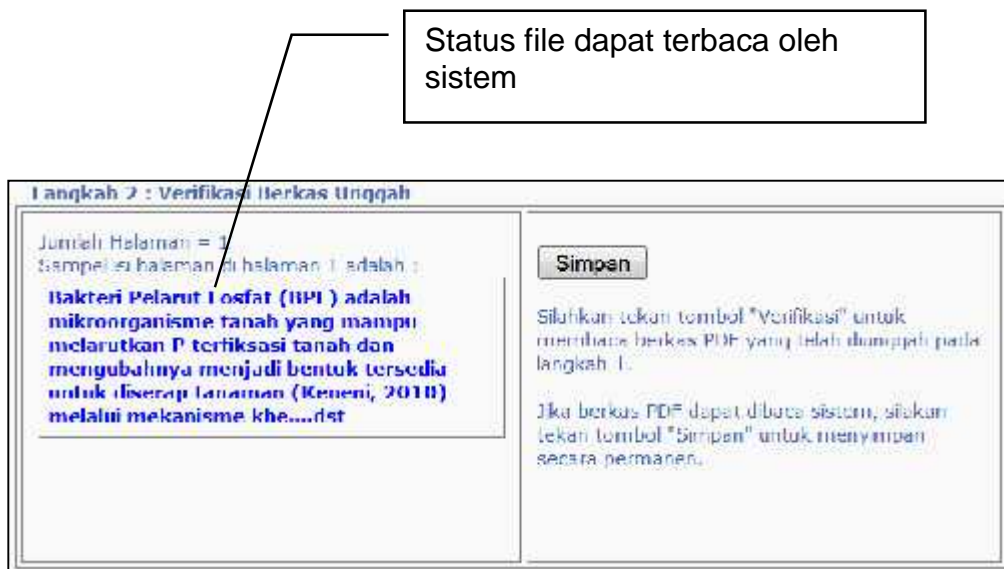 Status file dapat terbaca oleh
sistem
Langkah 2 : Verifikasi Berkas Unggah
Jumlah Halaman = 1
Sampel isi halaman di halaman 1 adalah :
Bakteri Pelarut Fosfat (BPF) adalah
mikroorganisme tanah yang mampu
melarutkan P terfiksasi tanah dan
mengubahnya menjadi bentuk tersedia
untuk diserap tanaman (Keneni, 2010)
melalui mekanisme khe....dst
Simpan
Silahkan tekan tombol "Verifikasi" untuk
membaca berkas PDF yang telah diunggah pada
langkah 1.
Jika berkas PDF dapat dibaca sistem, silakan
tekan tombol "Simpan" untuk menyimpan
secara permanen.